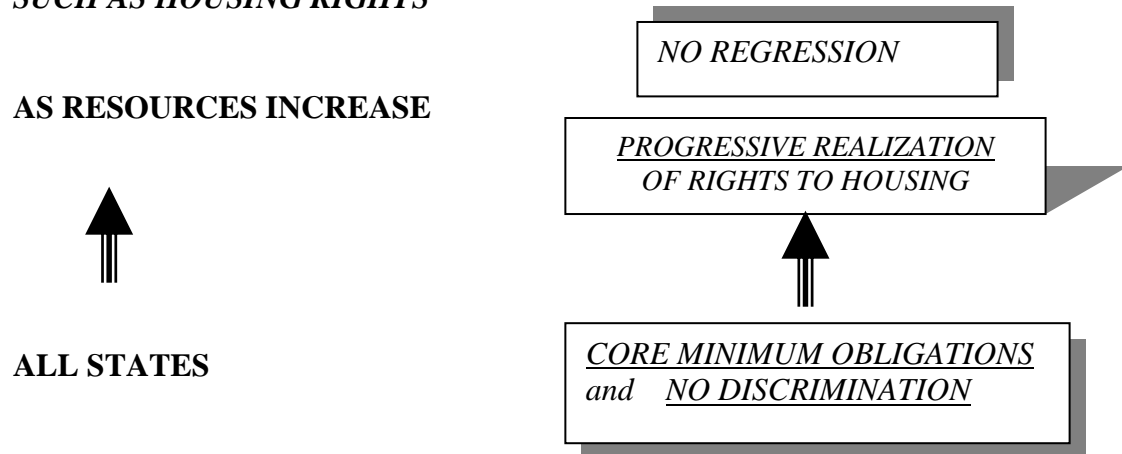 SUCH AS HOUSING RIGHTS
NO REGRESSION
AS RESOURCES INCREASE
PROGRESSIVE REALIZATION
OF RIGHTS TO HOUSING
ALL STATES
CORE MINIMUM OBLIGATIONS
and NO DISCRIMINATION